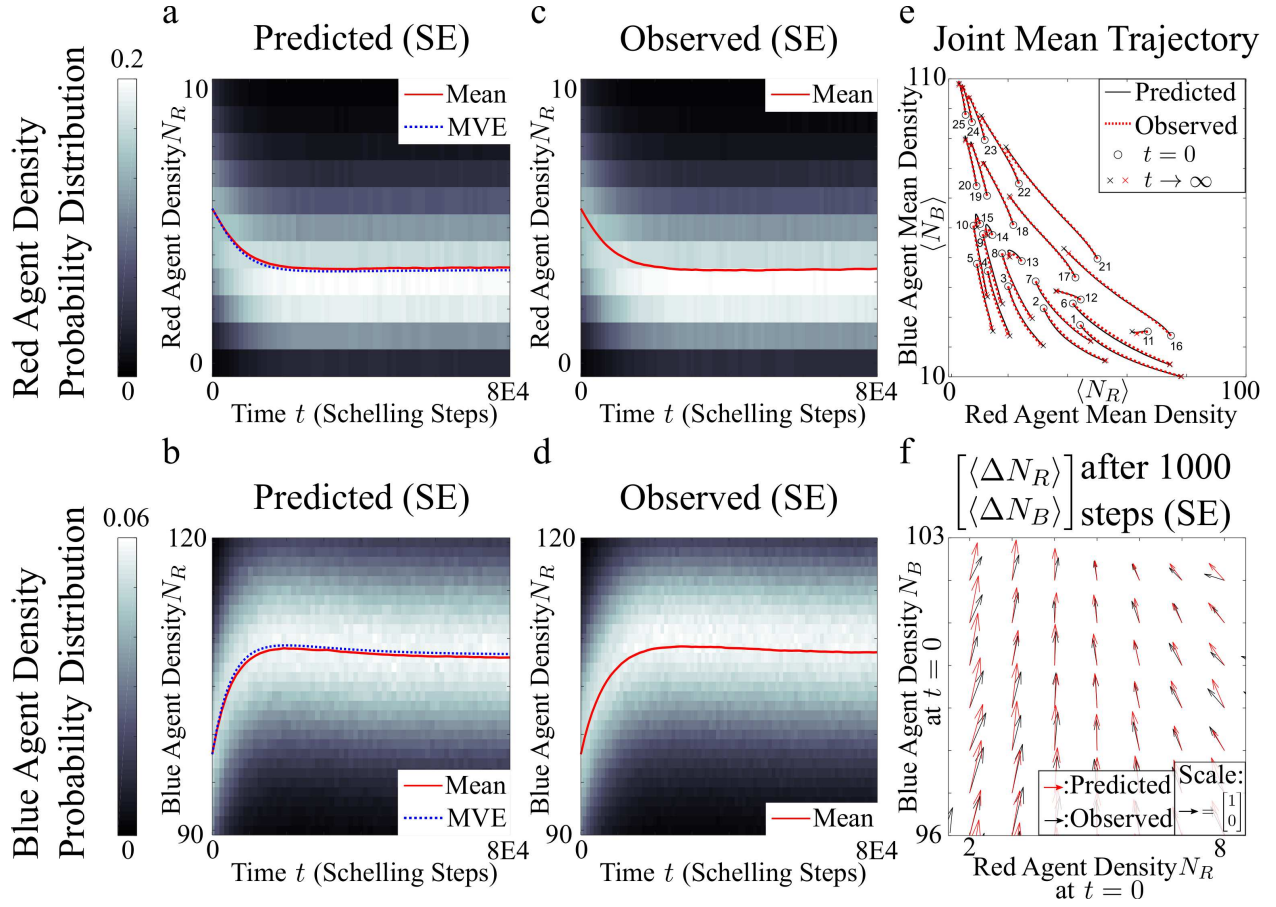 a
c
e
Predicted (SE)
Observed (SE)
Joint Mean Trajectory
Red Agent Density
Probability Distribution
0.2
0
Red Agent Density N_R
10
0
Mean
MVE
0
8E4
Time t (Schelling Steps)
Red Agent Density N_R
10
0
Mean
0
8E4
Time t (Schelling Steps)
Blue Agent Mean Density
⟨N_B⟩
110
10
Predicted
Observed
t = 0
t → ∞
25
24
23
22
20
19
18
21
10
15
9
14
8
13
17
5
4
3
7
12
2
6
1
11
16
⟨N_R⟩
100
Red Agent Mean Density
b
d
f
Predicted (SE)
Observed (SE)
[⟨ΔN_R⟩ ⟨ΔN_B⟩] after 1000
steps (SE)
Blue Agent Density
Probability Distribution
0.06
0
Blue Agent Density N_R
120
90
Mean
MVE
0
8E4
Time t (Schelling Steps)
Blue Agent Density N_R
120
90
Mean
0
8E4
Time t (Schelling Steps)
Blue Agent Density N_B
at t = 0
103
96
:Predicted
:Observed
Scale:
= [1 0]
2
8
Red Agent Density N_R
at t = 0